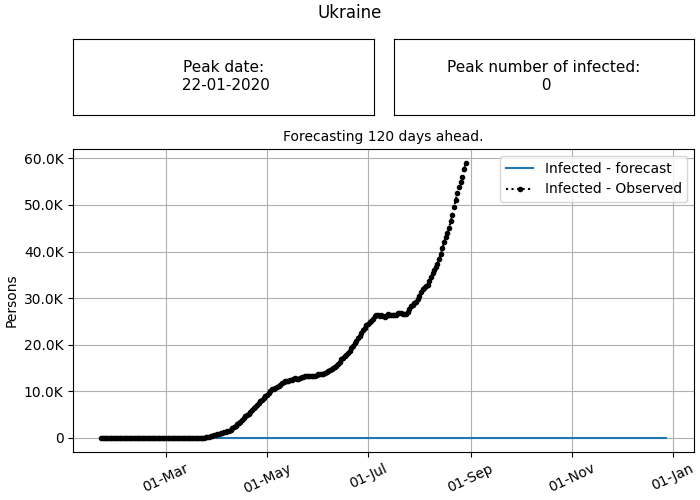 Ukraine
Peak date:
22-01-2020
Peak number of infected:
0
Forecasting 120 days ahead.
Infected - forecast
Infected - Observed
60.0K
50.0K
40.0K
30.0K
20.0K
10.0K
0
Persons
01-Mar
01-May
01-Jul
01-Sep
01-Nov
01-Jan